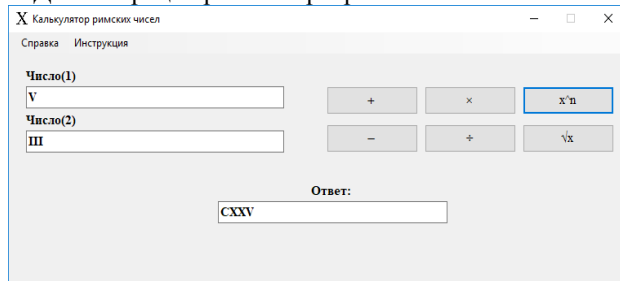 X Калькулятор римских чисел
Справка Инструкция
Число(1)
V
Число(2)
III
+ × x^n
− ÷ √x
Ответ:
CXXV